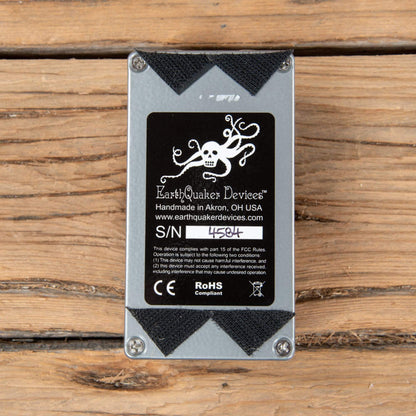 EarthQuaker Devices™
Handmade in Akron, OH USA
www.earthquakerdevices.com
S/N 4584
This device complies with part 15 of the FCC Rules.
Operation is subject to the following two conditions:
(1) This device may not cause harmful interference, and
(2) this device must accept any interference received,
including interference that may cause undesired operation.
CE RoHS
Compliant